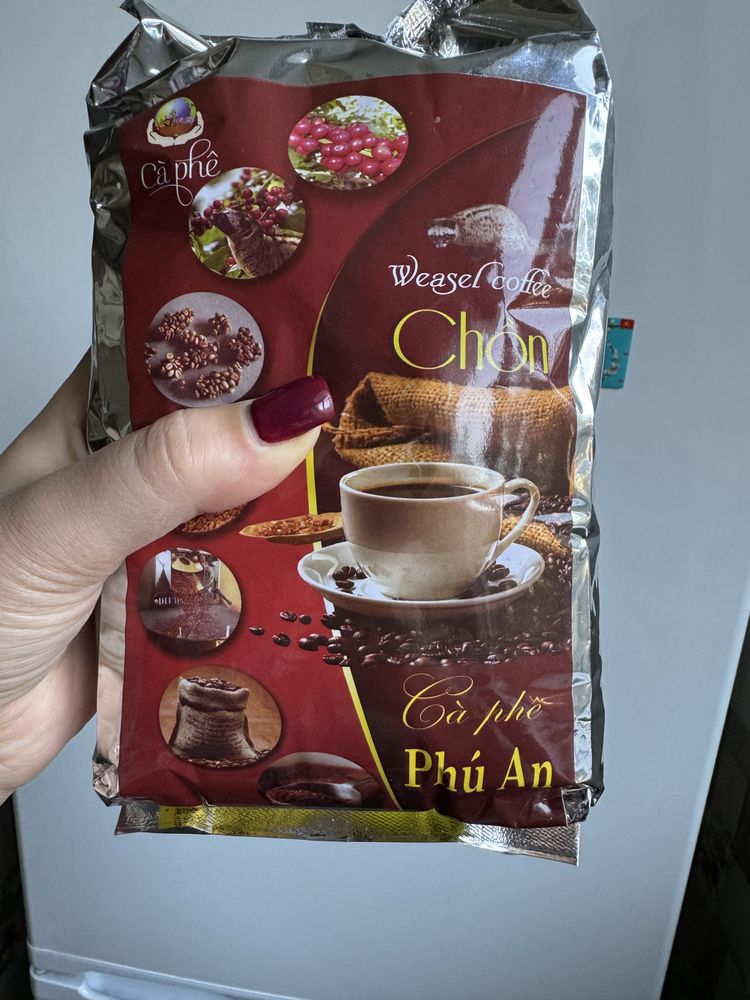 cà phê
Weasel coffee
Chồn
Cà phê
Phú An